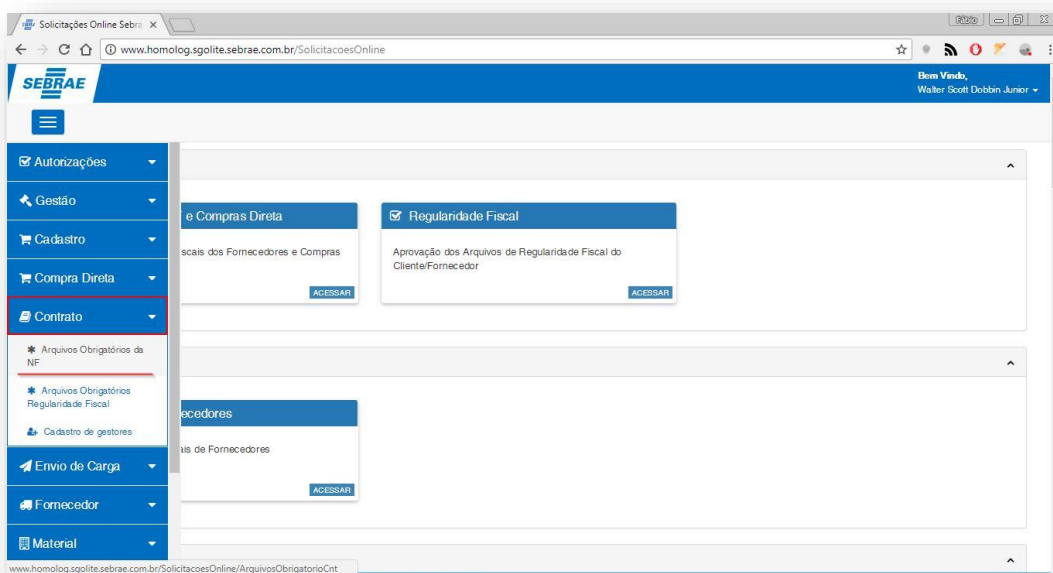 Solicitações Online Sebra
Fábio
www.homolog.sgolite.sebrae.com.br/SolicitacoesOnline
SEBRAE
Bem Vindo,
Walter Scott Dobbin Junior
Autorizações
Gestão
Cadastro
Compra Direta
Contrato
Arquivos Obrigatórios da
NF
Arquivos Obrigatórios
Regularidade Fiscal
Cadastro de gestores
Envio de Carga
Fornecedor
Material
e Compras Direta
scais dos Fornecedores e Compras
ACESSAR
Regularidade Fiscal
Aprovação dos Arquivos de Regularidade Fiscal do
Cliente/Fornecedor
ACESSAR
ecedores
ais de Fornecedores
ACESSAR
www.homolog.sgolite.sebrae.com.br/SolicitacoesOnline/ArquivosObrigatorioCnt